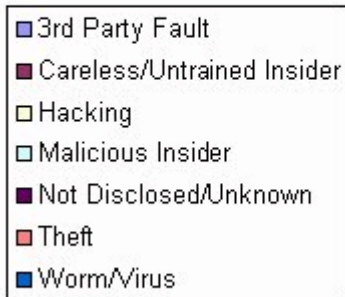 3rd Party Fault
Careless/Untrained Insider
Hacking
Malicious Insider
Not Disclosed/Unknown
Theft
Worm/Virus